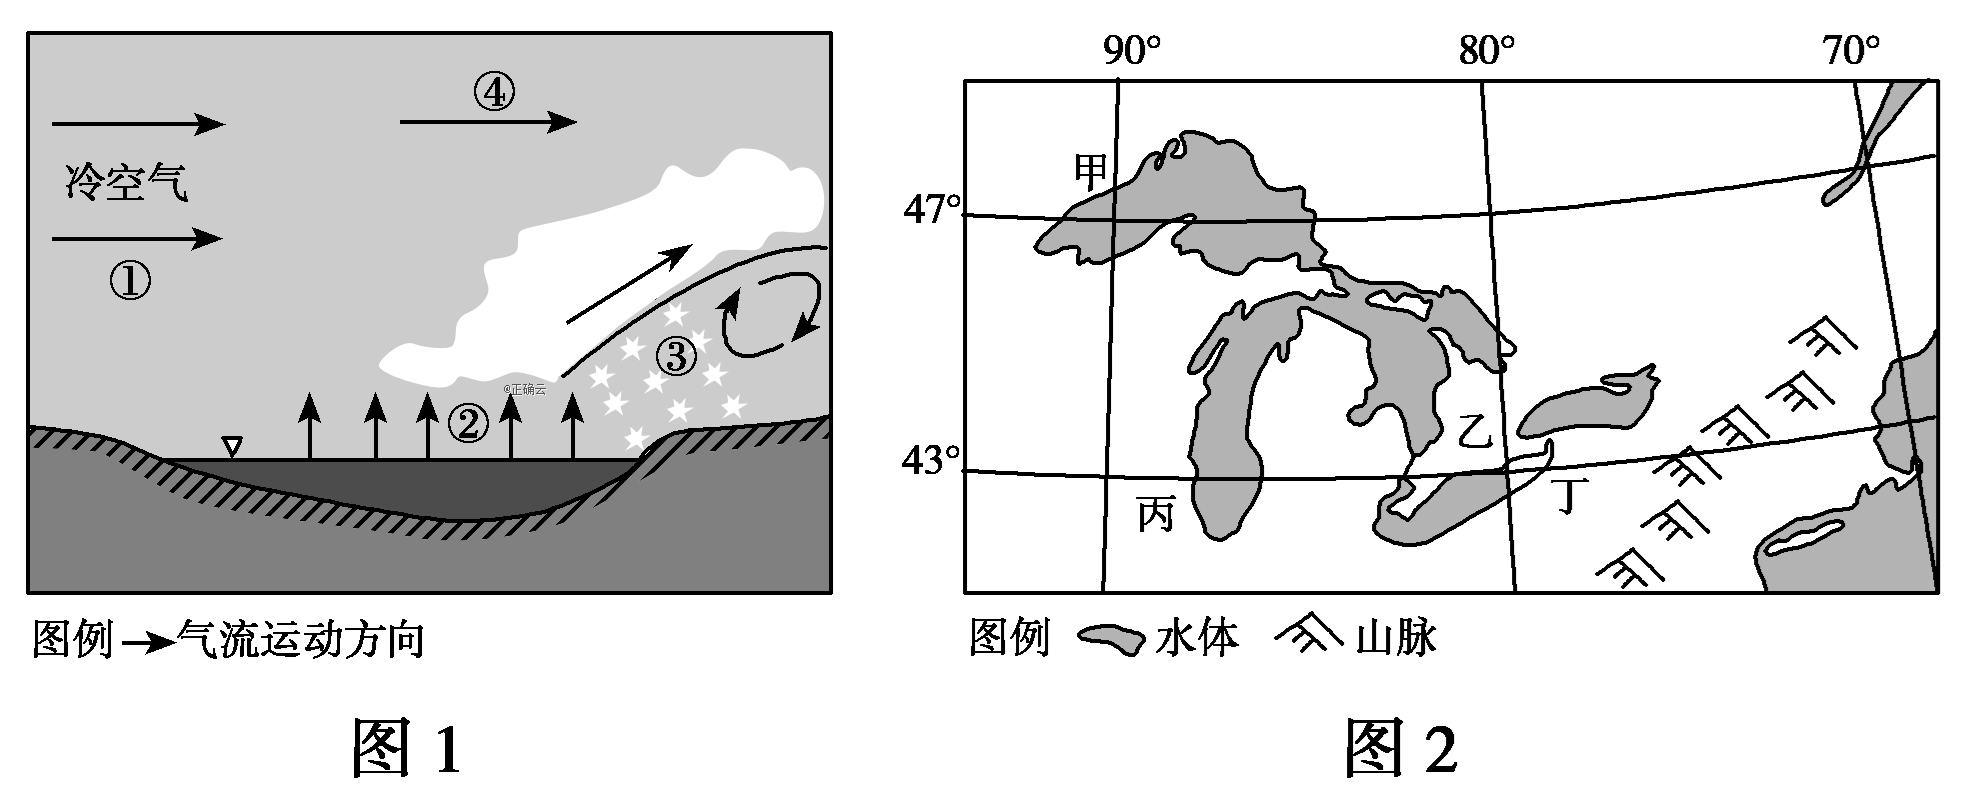 ④
冷空气
①
③
②
@正确云
图例 气流运动方向
图 1
90° 80° 70°
甲
47°
乙
43°
丙
丁
图例 水体 山脉
图 2